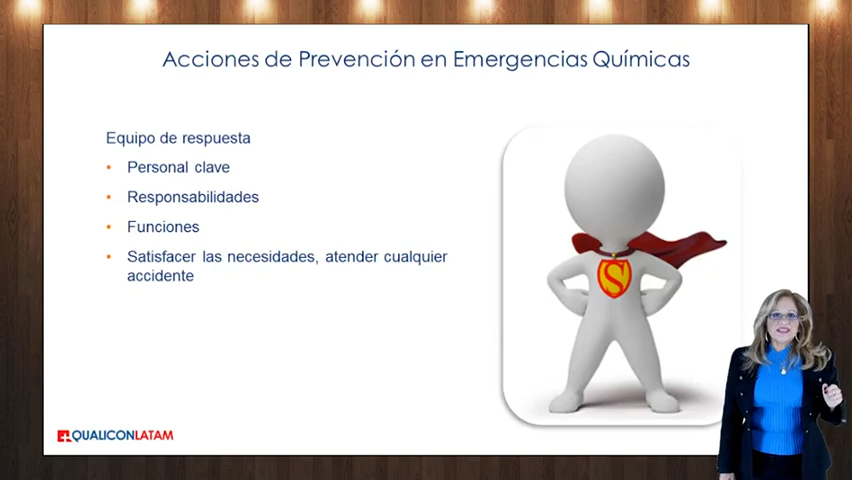 Acciones de Prevención en Emergencias Químicas
Equipo de respuesta
• Personal clave
• Responsabilidades
• Funciones
• Satisfacer las necesidades, atender cualquier
accidente
S
QUALICONLATAM